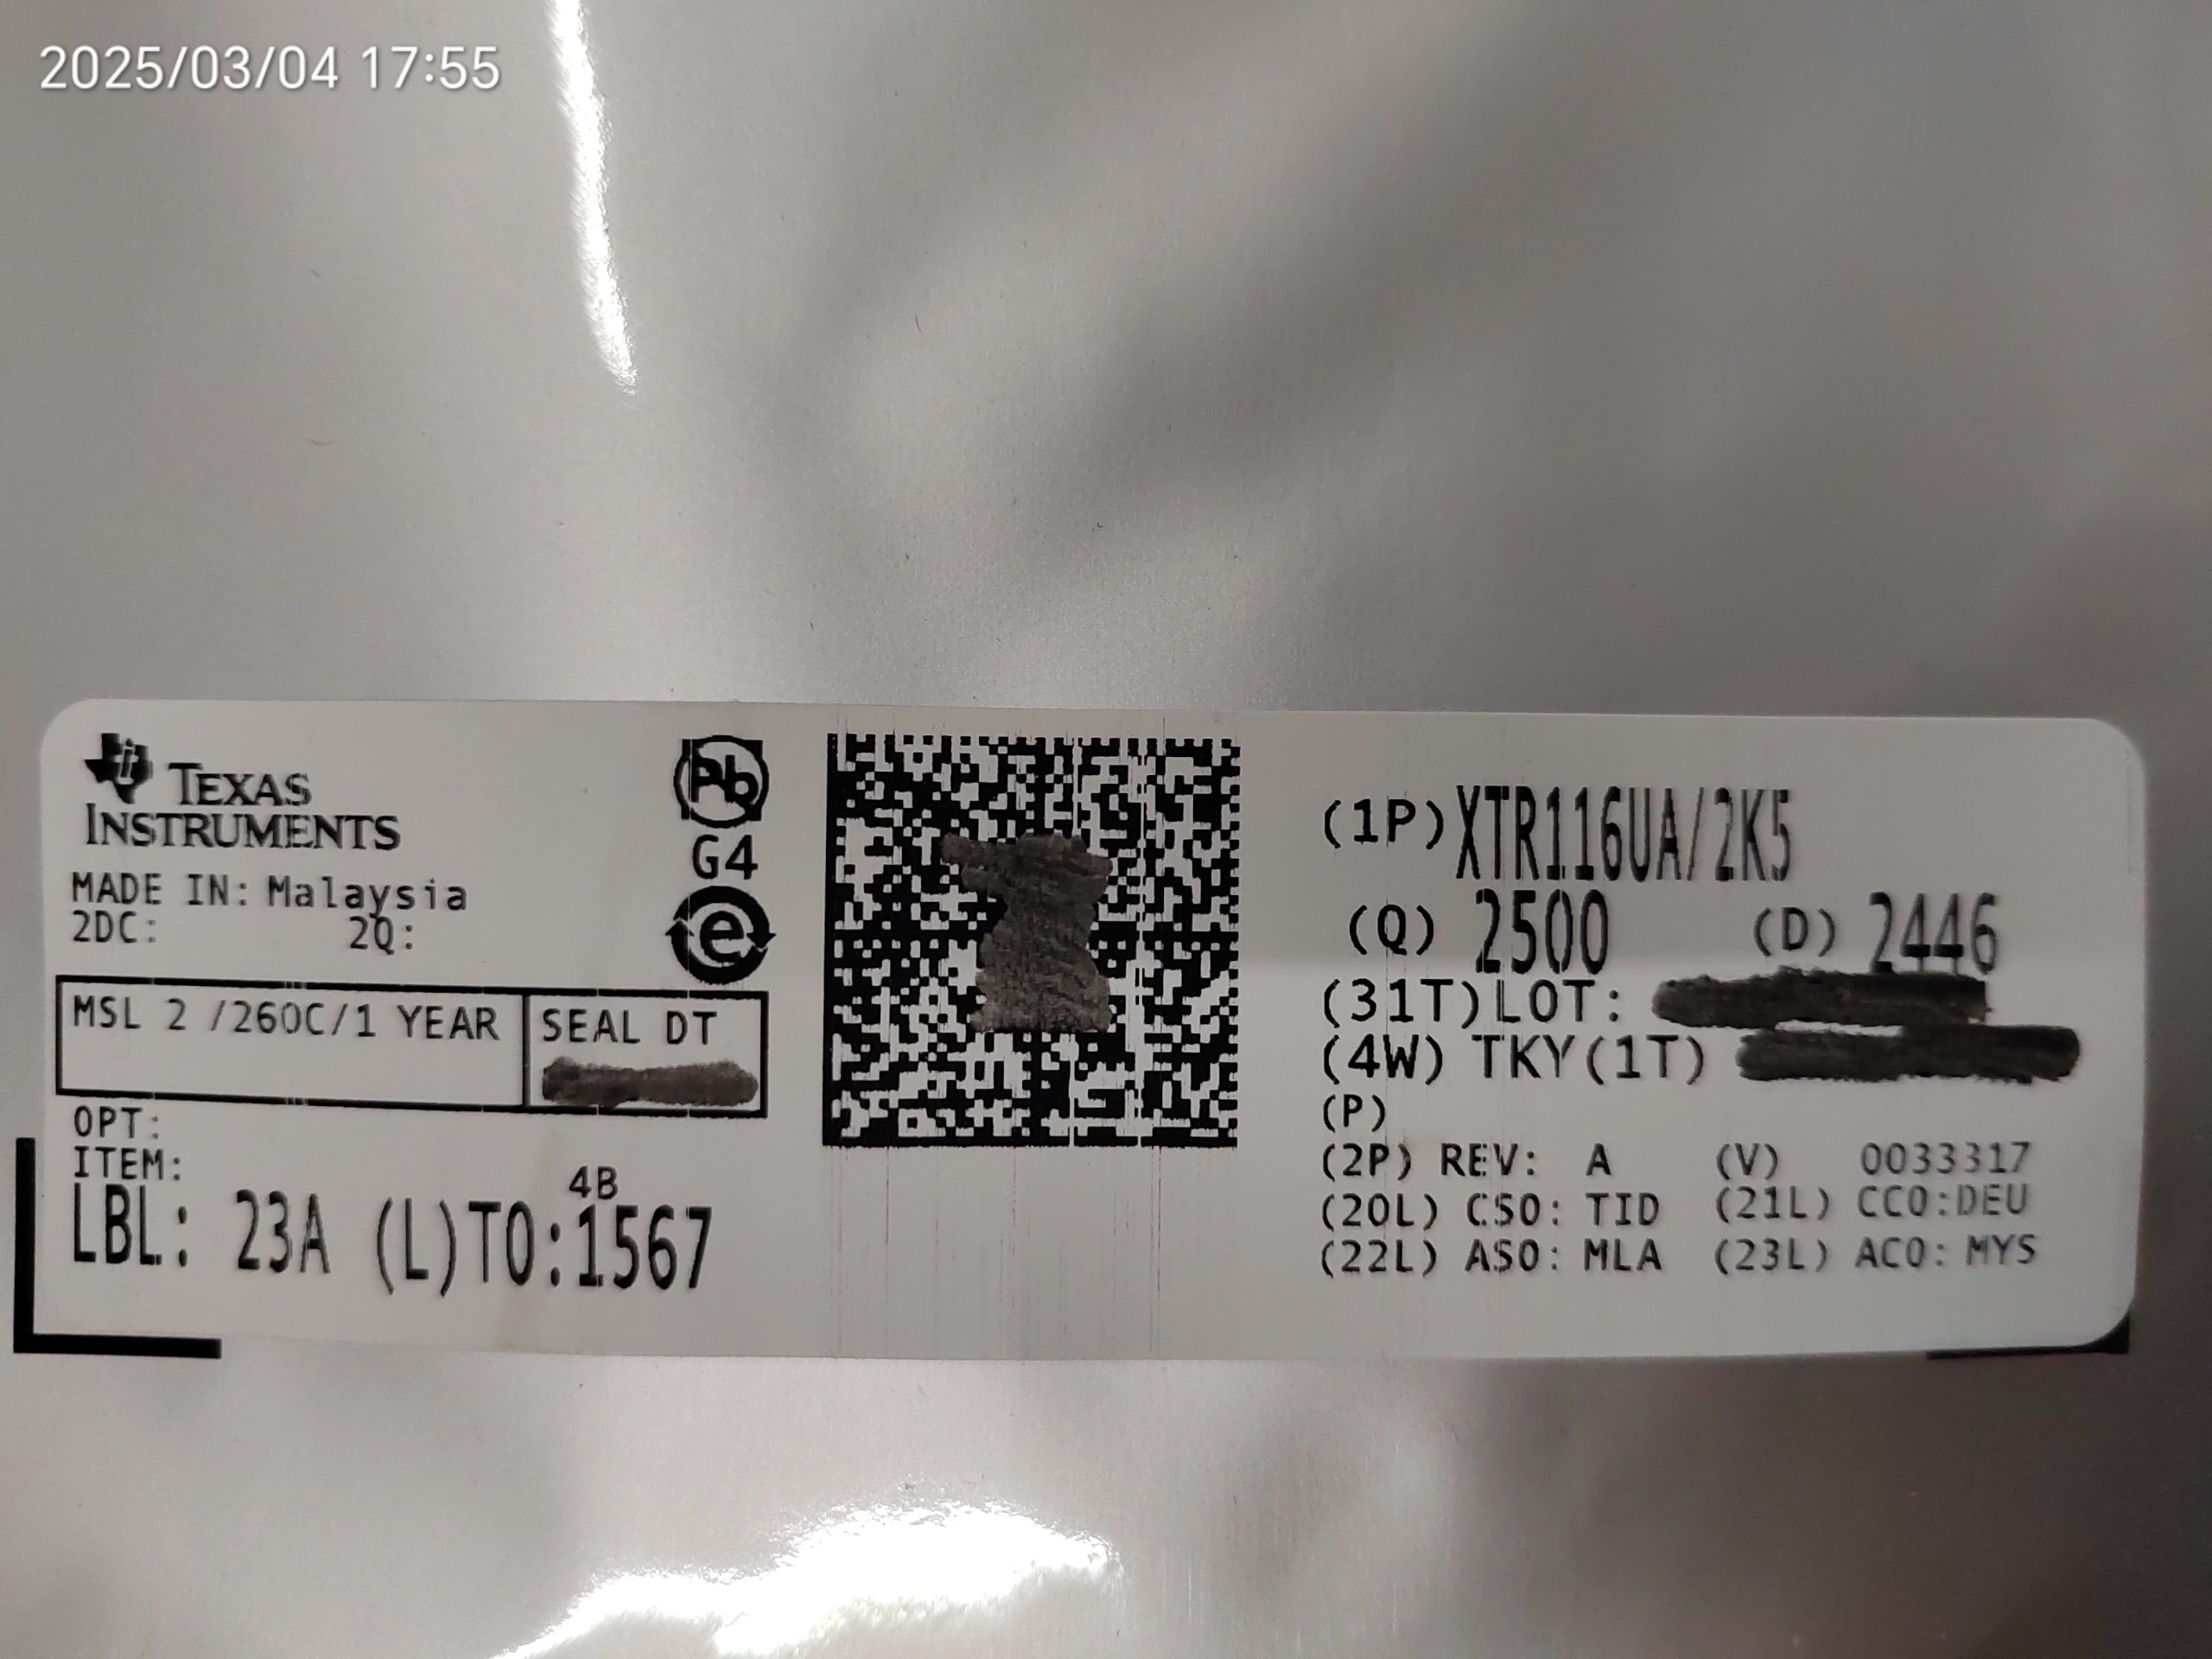 2025/03/04 17:55
TEXAS
INSTRUMENTS
MADE IN: Malaysia
2DC: 2Q:
MSL 2 /260C/1 YEAR
SEAL DT
OPT:
ITEM:
4B
LBL: 23A (L)TO:1567
Pb
G4
e
(1P) XTR116UA/2K5
(Q) 2500 (D) 2446
(31T) LOT:
(4W) TKY(1T)
(P)
(2P) REV: A (V) 0033317
(20L) CSO: TID (21L) CCO:DEU
(22L) ASO: MLA (23L) ACO: MYS